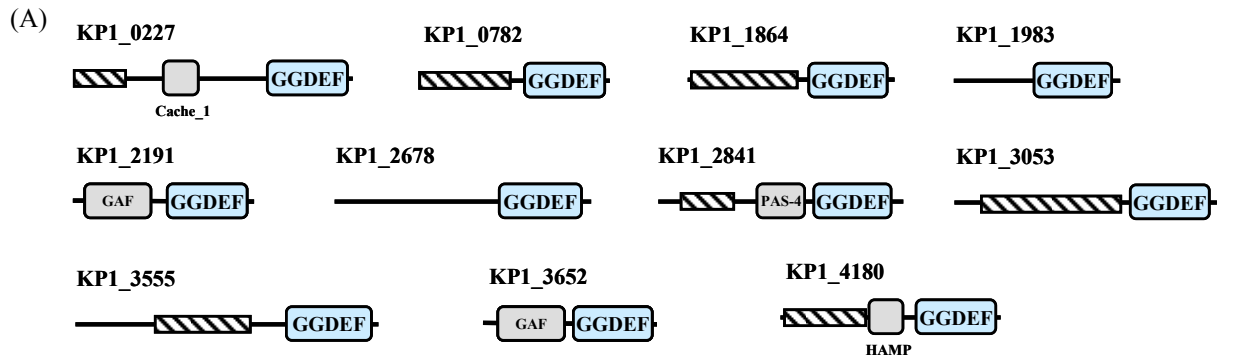 (A)
KP1_0227 KP1_0782 KP1_1864 KP1_1983
GGDEF GGDEF GGDEF GGDEF
Cache_1
KP1_2191 KP1_2678 KP1_2841 KP1_3053
GAF GGDEF GGDEF PAS-4 GGDEF GGDEF
KP1_3555 KP1_3652 KP1_4180
GGDEF GAF GGDEF GGDEF
HAMP